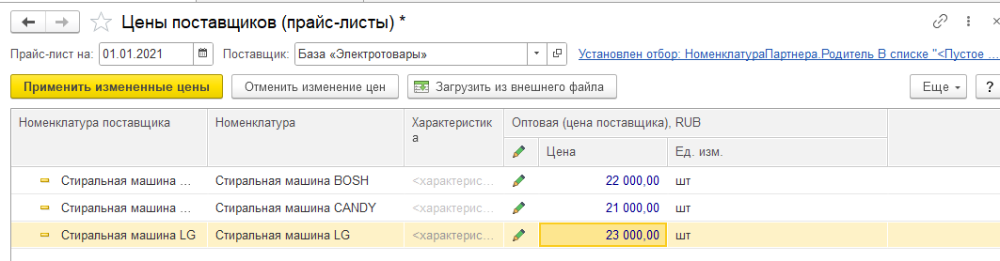 Цены поставщиков (прайс-листы) *
Прайс-лист на: 01.01.2021 Поставщик: База «Электротовары» Установлен отбор: НоменклатураПартнера.Родитель В списке "<Пустое ...
Применить измененные цены Отменить изменение цен Загрузить из внешнего файла Еще ?
Номенклатура поставщика Номенклатура Характеристик Оптовая (цена поставщика), RUB
а Цена Ед. изм.
Стиральная машина ... Стиральная машина BOSH <характерис... 22 000,00 шт
Стиральная машина ... Стиральная машина CANDY <характерис... 21 000,00 шт
Стиральная машина LG Стиральная машина LG <характерис... 23 000,00 шт